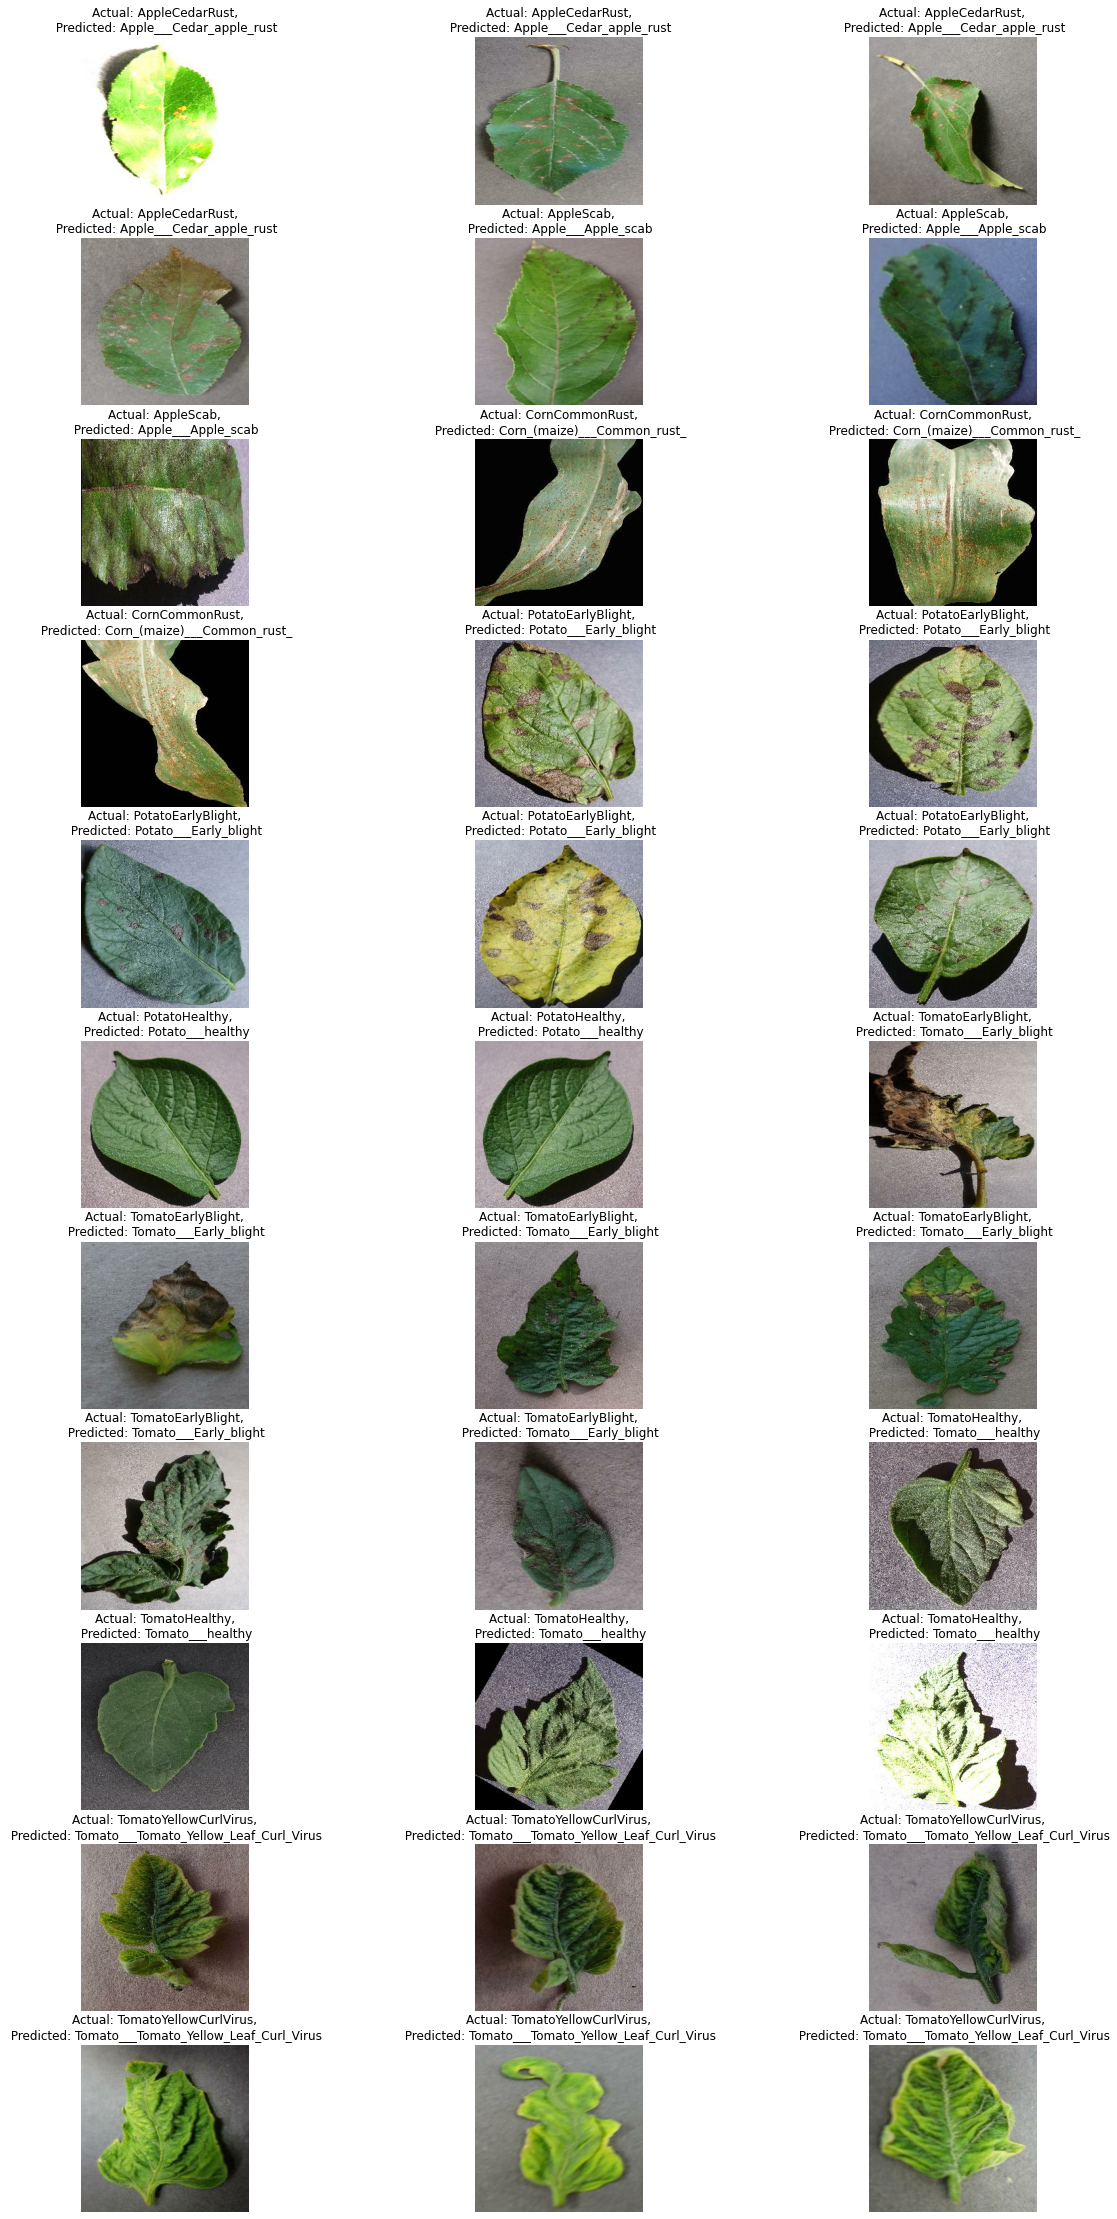 Actual: AppleCedarRust,
Predicted: Apple___Cedar_apple_rust
Actual: AppleCedarRust,
Predicted: Apple___Cedar_apple_rust
Actual: AppleCedarRust,
Predicted: Apple___Cedar_apple_rust
Actual: AppleCedarRust,
Predicted: Apple___Cedar_apple_rust
Actual: AppleScab,
Predicted: Apple___Apple_scab
Actual: AppleScab,
Predicted: Apple___Apple_scab
Actual: AppleScab,
Predicted: Apple___Apple_scab
Actual: CornCommonRust,
Predicted: Corn_(maize)___Common_rust_
Actual: CornCommonRust,
Predicted: Corn_(maize)___Common_rust_
Actual: CornCommonRust,
Predicted: Corn_(maize)___Common_rust_
Actual: PotatoEarlyBlight,
Predicted: Potato___Early_blight
Actual: PotatoEarlyBlight,
Predicted: Potato___Early_blight
Actual: PotatoEarlyBlight,
Predicted: Potato___Early_blight
Actual: PotatoEarlyBlight,
Predicted: Potato___Early_blight
Actual: PotatoEarlyBlight,
Predicted: Potato___Early_blight
Actual: PotatoHealthy,
Predicted: Potato___healthy
Actual: PotatoHealthy,
Predicted: Potato___healthy
Actual: TomatoEarlyBlight,
Predicted: Tomato___Early_blight
Actual: TomatoEarlyBlight,
Predicted: Tomato___Early_blight
Actual: TomatoEarlyBlight,
Predicted: Tomato___Early_blight
Actual: TomatoEarlyBlight,
Predicted: Tomato___Early_blight
Actual: TomatoEarlyBlight,
Predicted: Tomato___Early_blight
Actual: TomatoEarlyBlight,
Predicted: Tomato___Early_blight
Actual: TomatoHealthy,
Predicted: Tomato___healthy
Actual: TomatoHealthy,
Predicted: Tomato___healthy
Actual: TomatoHealthy,
Predicted: Tomato___healthy
Actual: TomatoHealthy,
Predicted: Tomato___healthy
Actual: TomatoYellowCurlVirus,
Predicted: Tomato___Tomato_Yellow_Leaf_Curl_Virus
Actual: TomatoYellowCurlVirus,
Predicted: Tomato___Tomato_Yellow_Leaf_Curl_Virus
Actual: TomatoYellowCurlVirus,
Predicted: Tomato___Tomato_Yellow_Leaf_Curl_Virus
Actual: TomatoYellowCurlVirus,
Predicted: Tomato___Tomato_Yellow_Leaf_Curl_Virus
Actual: TomatoYellowCurlVirus,
Predicted: Tomato___Tomato_Yellow_Leaf_Curl_Virus
Actual: TomatoYellowCurlVirus,
Predicted: Tomato___Tomato_Yellow_Leaf_Curl_Virus